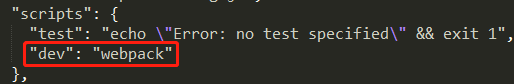 "scripts": {
"test": "echo \"Error: no test specified\" && exit 1",
"dev": "webpack"
},